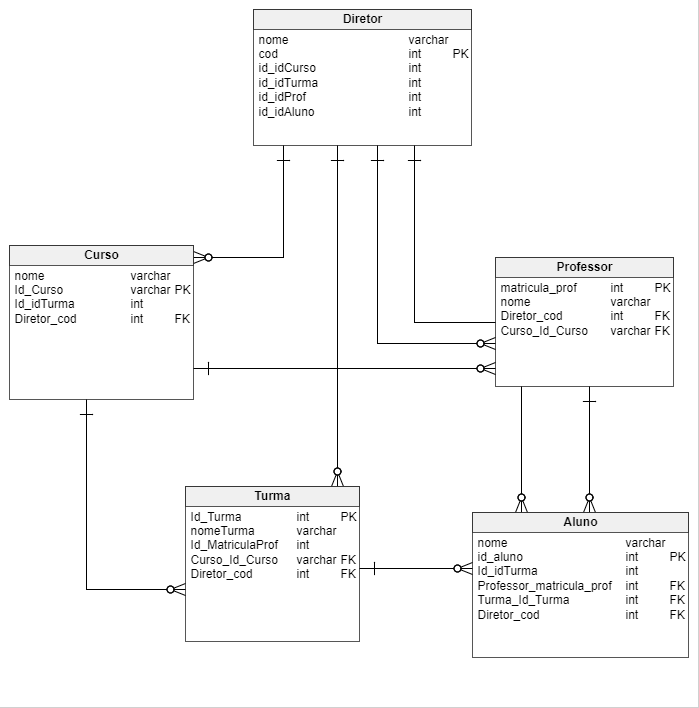 Diretor
nome varchar
cod int PK
id_idCurso int
id_idTurma int
id_idProf int
id_idAluno int
Curso
nome varchar
Id_Curso varchar PK
Id_idTurma int
Diretor_cod int FK
Professor
matricula_prof int PK
nome varchar
Diretor_cod int FK
Curso_Id_Curso varchar FK
Turma
Id_Turma int PK
nomeTurma varchar
Id_MatriculaProf int
Curso_Id_Curso varchar FK
Diretor_cod int FK
Aluno
nome varchar
id_aluno int PK
Id_idTurma int
Professor_matricula_prof int FK
Turma_Id_Turma int FK
Diretor_cod int FK